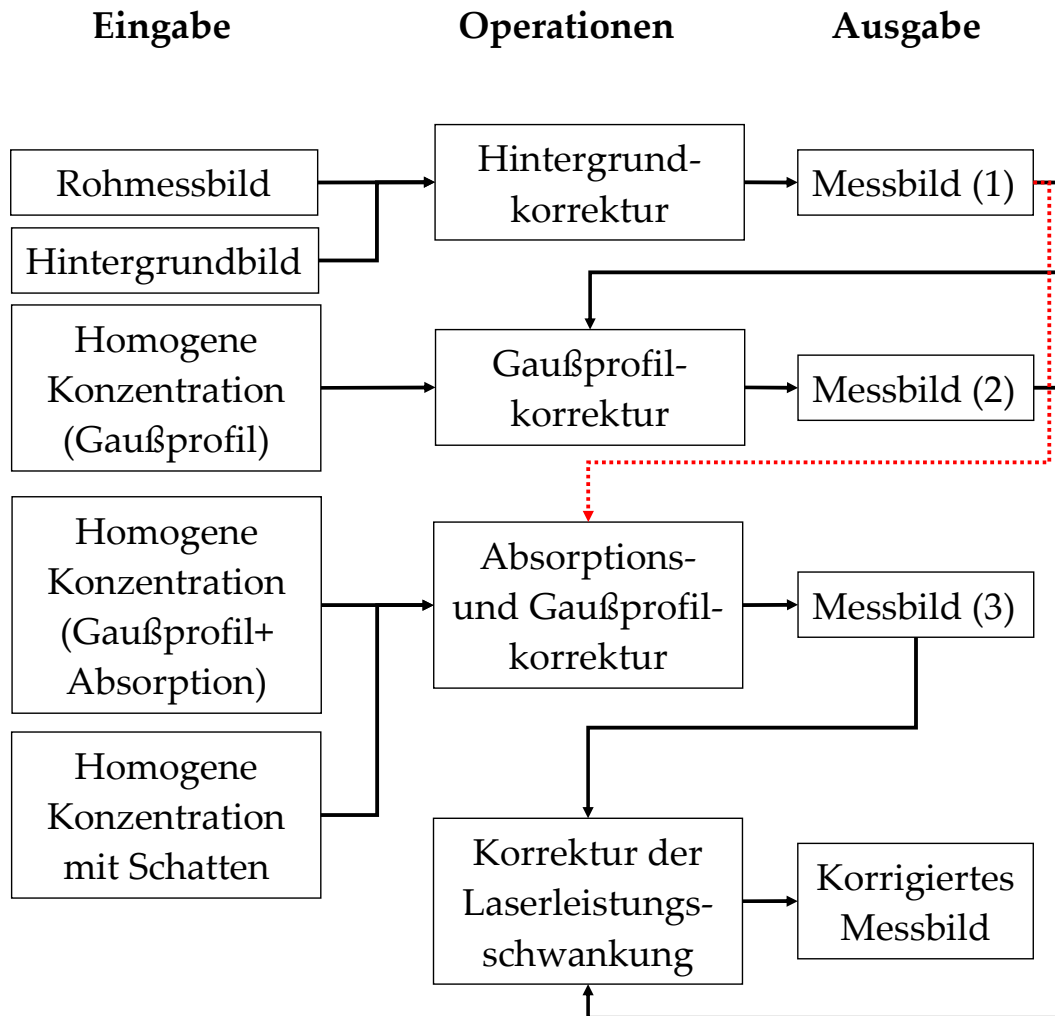 Eingabe
Operationen
Ausgabe
Rohmessbild
Hintergrundbild
Hintergrund-
korrektur
Messbild (1)
Homogene
Konzentration
(Gaußprofil)
Gaußprofil-
korrektur
Messbild (2)
Homogene
Konzentration
(Gaußprofil+
Absorption)
Absorptions-
und Gaußprofil-
korrektur
Messbild (3)
Homogene
Konzentration
mit Schatten
Korrektur der
Laserleistungs-
schwankung
Korrigiertes
Messbild